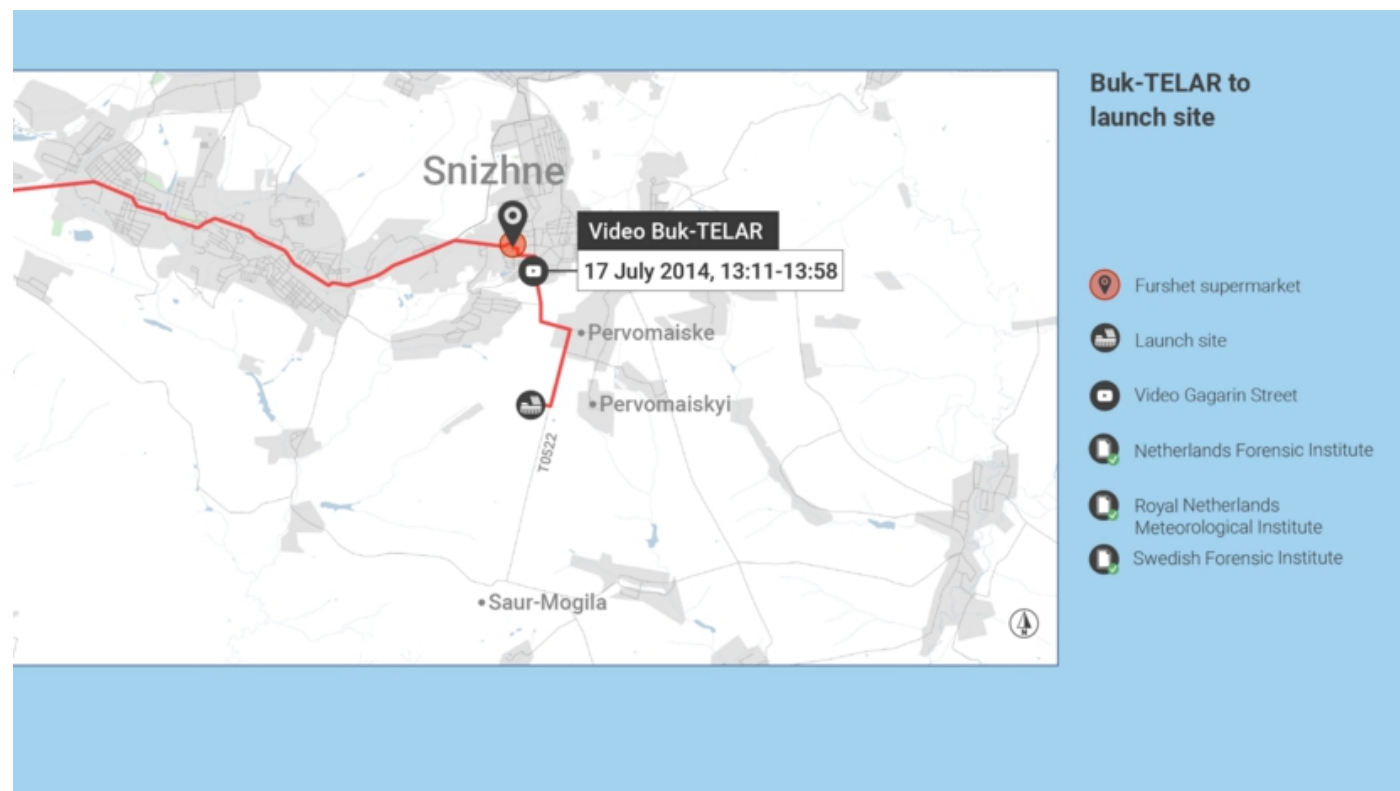 Buk-TELAR to
launch site
Snizhne
Video Buk-TELAR
17 July 2014, 13:11-13:58
Pervomaiske
Pervomaiskyi
T0522
Saur-Mogila
N
Furshet supermarket
Launch site
Video Gagarin Street
Netherlands Forensic Institute
Royal Netherlands
Meteorological Institute
Swedish Forensic Institute